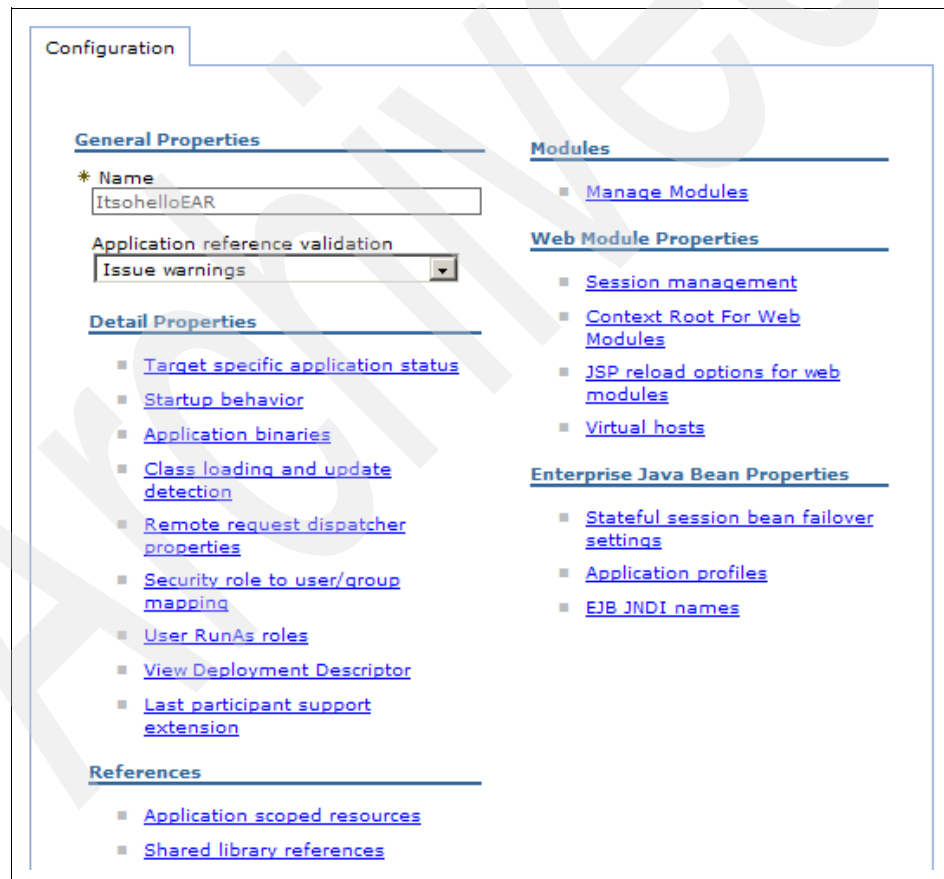 Configuration
General Properties
* Name
ItsohelloEAR
Application reference validation
Issue warnings
Detail Properties
Target specific application status
Startup behavior
Application binaries
Class loading and update
detection
Remote request dispatcher
properties
Security role to user/group
mapping
User RunAs roles
View Deployment Descriptor
Last participant support
extension
References
Application scoped resources
Shared library references
Modules
Manage Modules
Web Module Properties
Session management
Context Root For Web
Modules
JSP reload options for web
modules
Virtual hosts
Enterprise Java Bean Properties
Stateful session bean failover
settings
Application profiles
EJB JNDI names
Archived